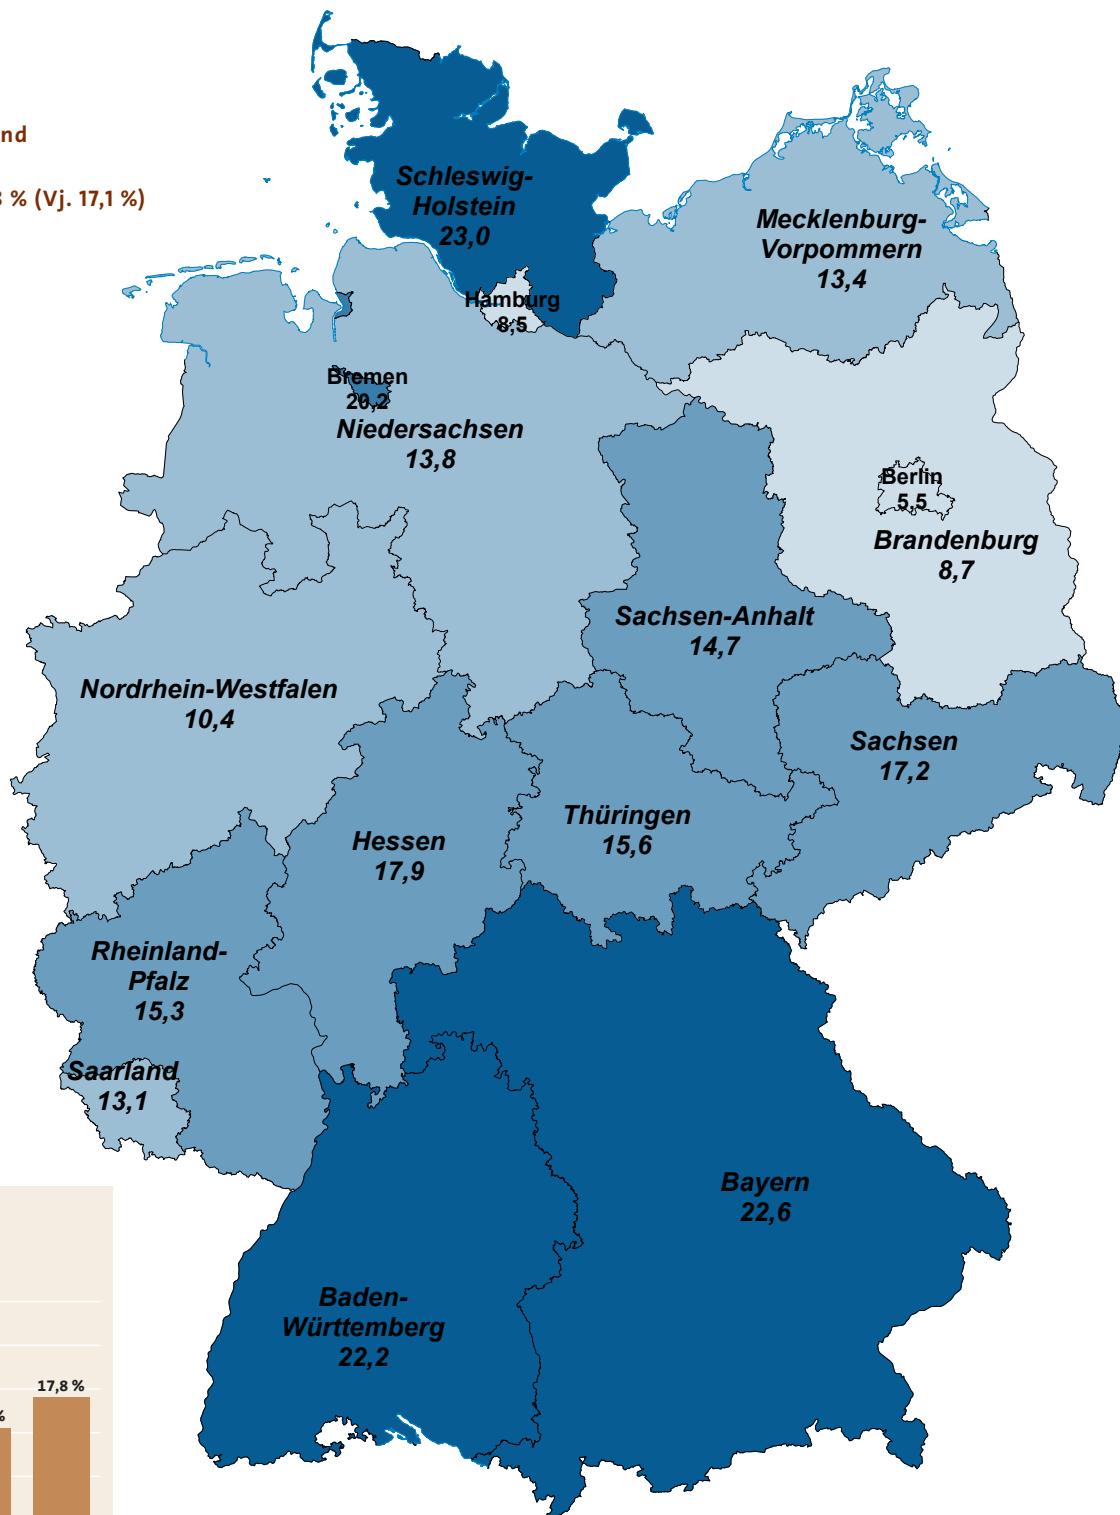 % (Vj. 17,1 %)
Schleswig-
Holstein
23,0
Mecklenburg-
Vorpommern
13,4
Hamburg
8,5
Bremen
20,2
Niedersachsen
13,8
Berlin
5,5
Brandenburg
8,7
Sachsen-Anhalt
14,7
Nordrhein-Westfalen
10,4
Sachsen
17,2
Thüringen
15,6
Hessen
17,9
Rheinland-
Pfalz
15,3
Saarland
13,1
Bayern
22,6
Baden-
Württemberg
22,2
17,8 %
%